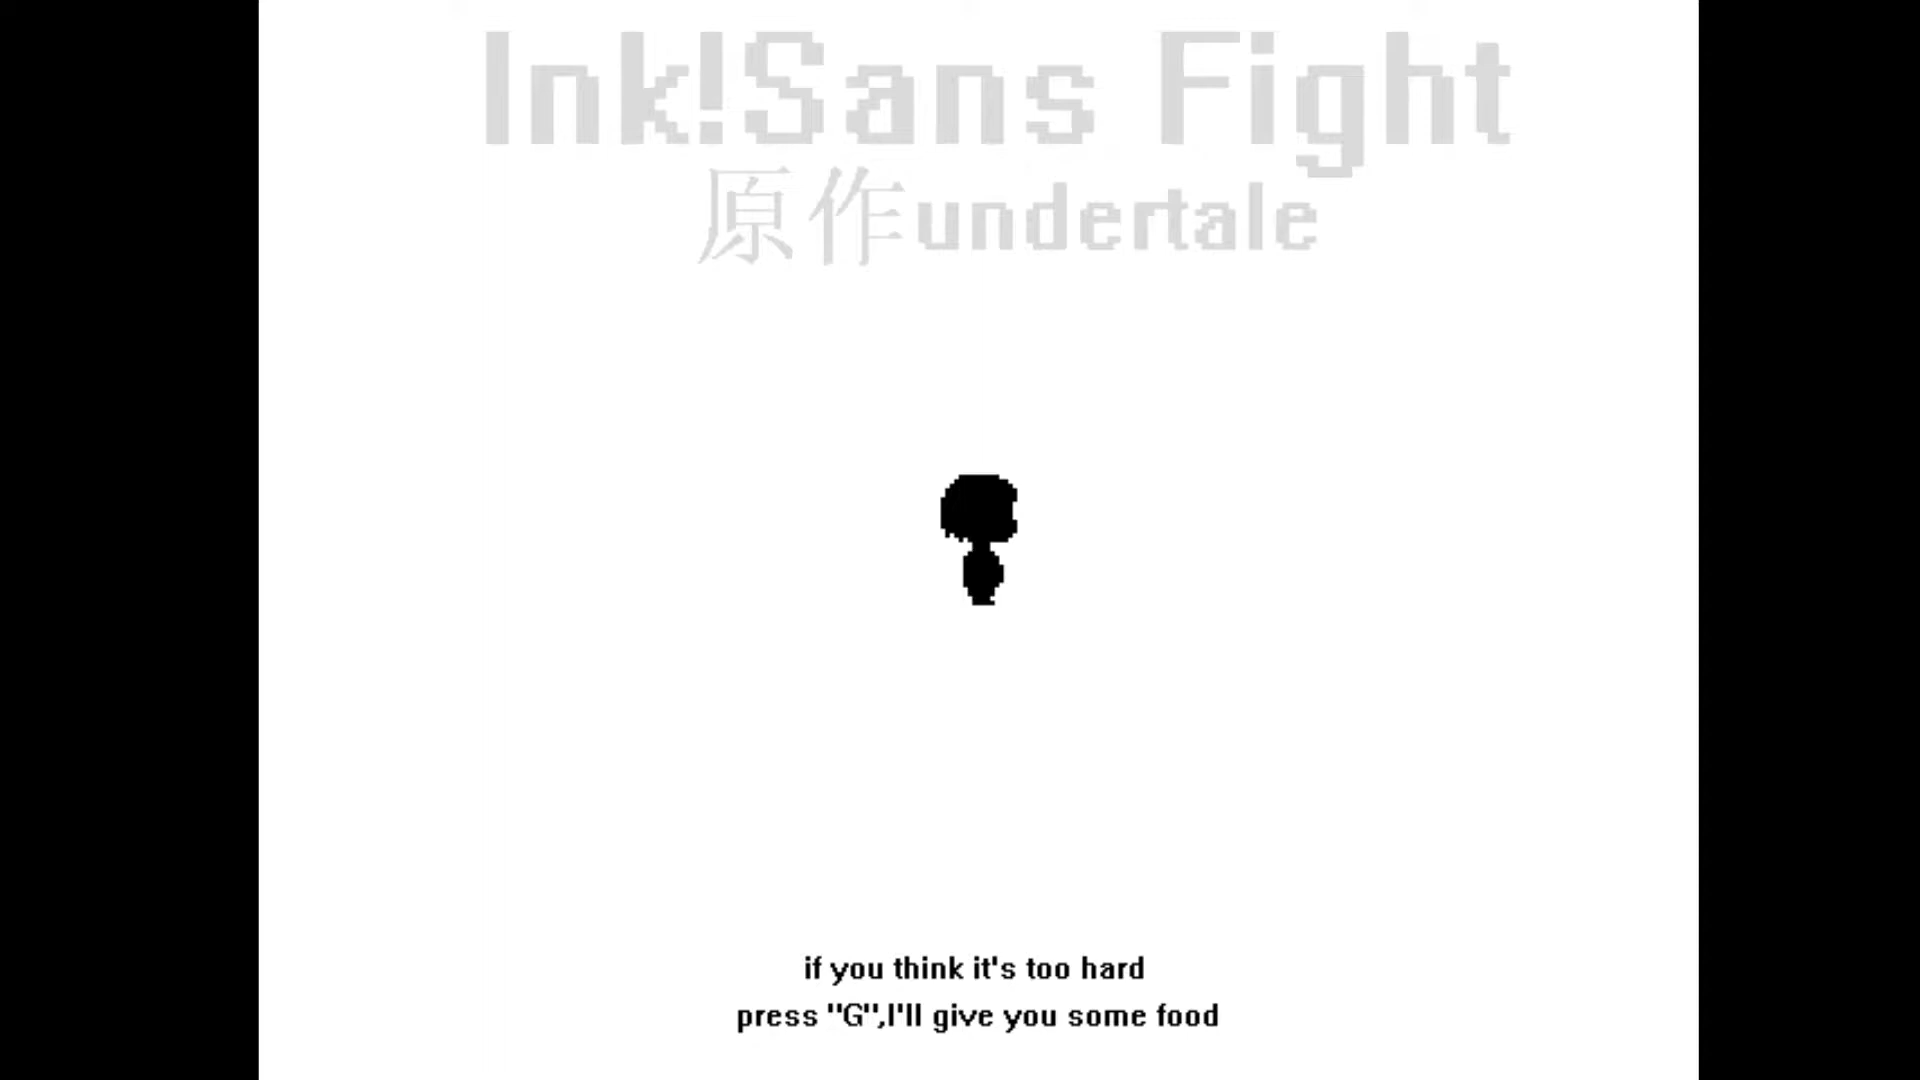 Ink!Sans Fight
原作undertale
if you think it's too hard
press "G",I'll give you some food